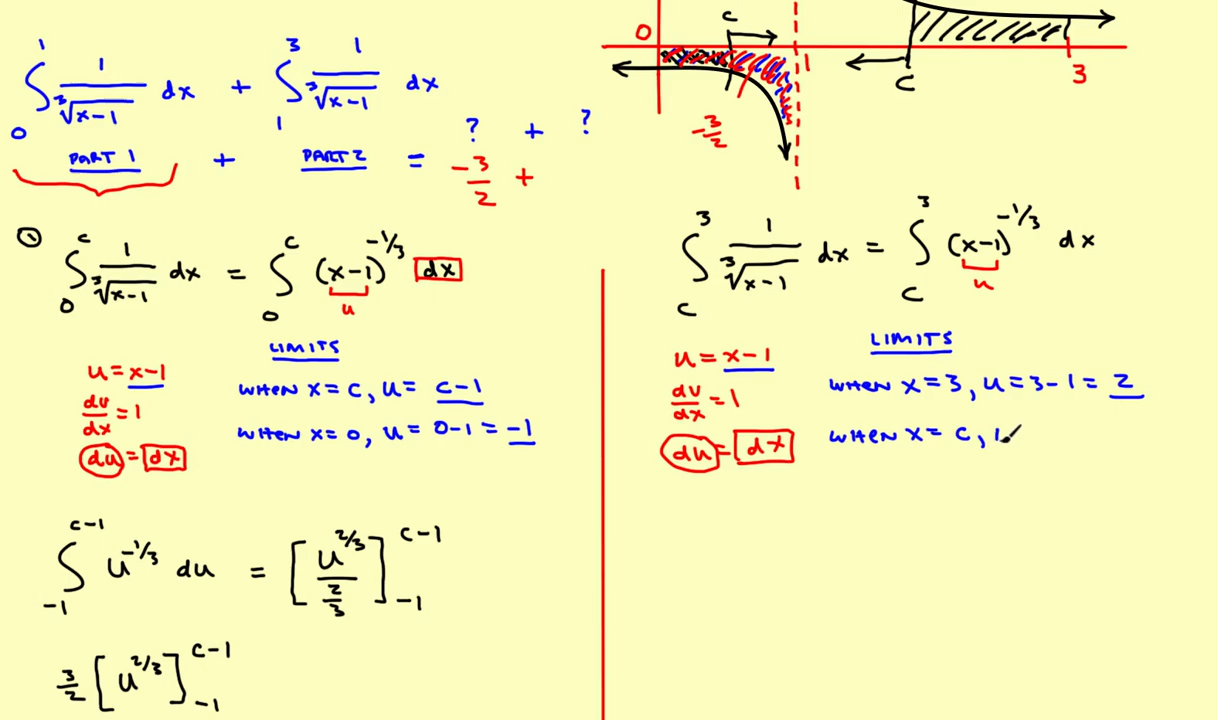 ∫₀¹ 1/∛(x-1) dx + ∫₁³ 1/∛(x-1) dx
PART 1 + PART 2 = ? + ?
-3/2 +
0 C 1
-3/2
C 3
① ∫₀ᶜ 1/∛(x-1) dx = ∫₀ᶜ (x-1)^(-1/3) dx
u
u = x-1
du/dx = 1
du = dx
LIMITS
WHEN x = C, u = C-1
WHEN x = 0, u = 0-1 = -1
∫₋₁^(C-1) u^(-1/3) du = [u^(2/3) / (2/3)]₋₁^(C-1)
3/2 [u^(2/3)]₋₁^(C-1)
∫_C^3 1/∛(x-1) dx = ∫_C^3 (x-1)^(-1/3) dx
u
u = x-1
du/dx = 1
du = dx
LIMITS
WHEN x = 3, u = 3-1 = 2
WHEN x = C,